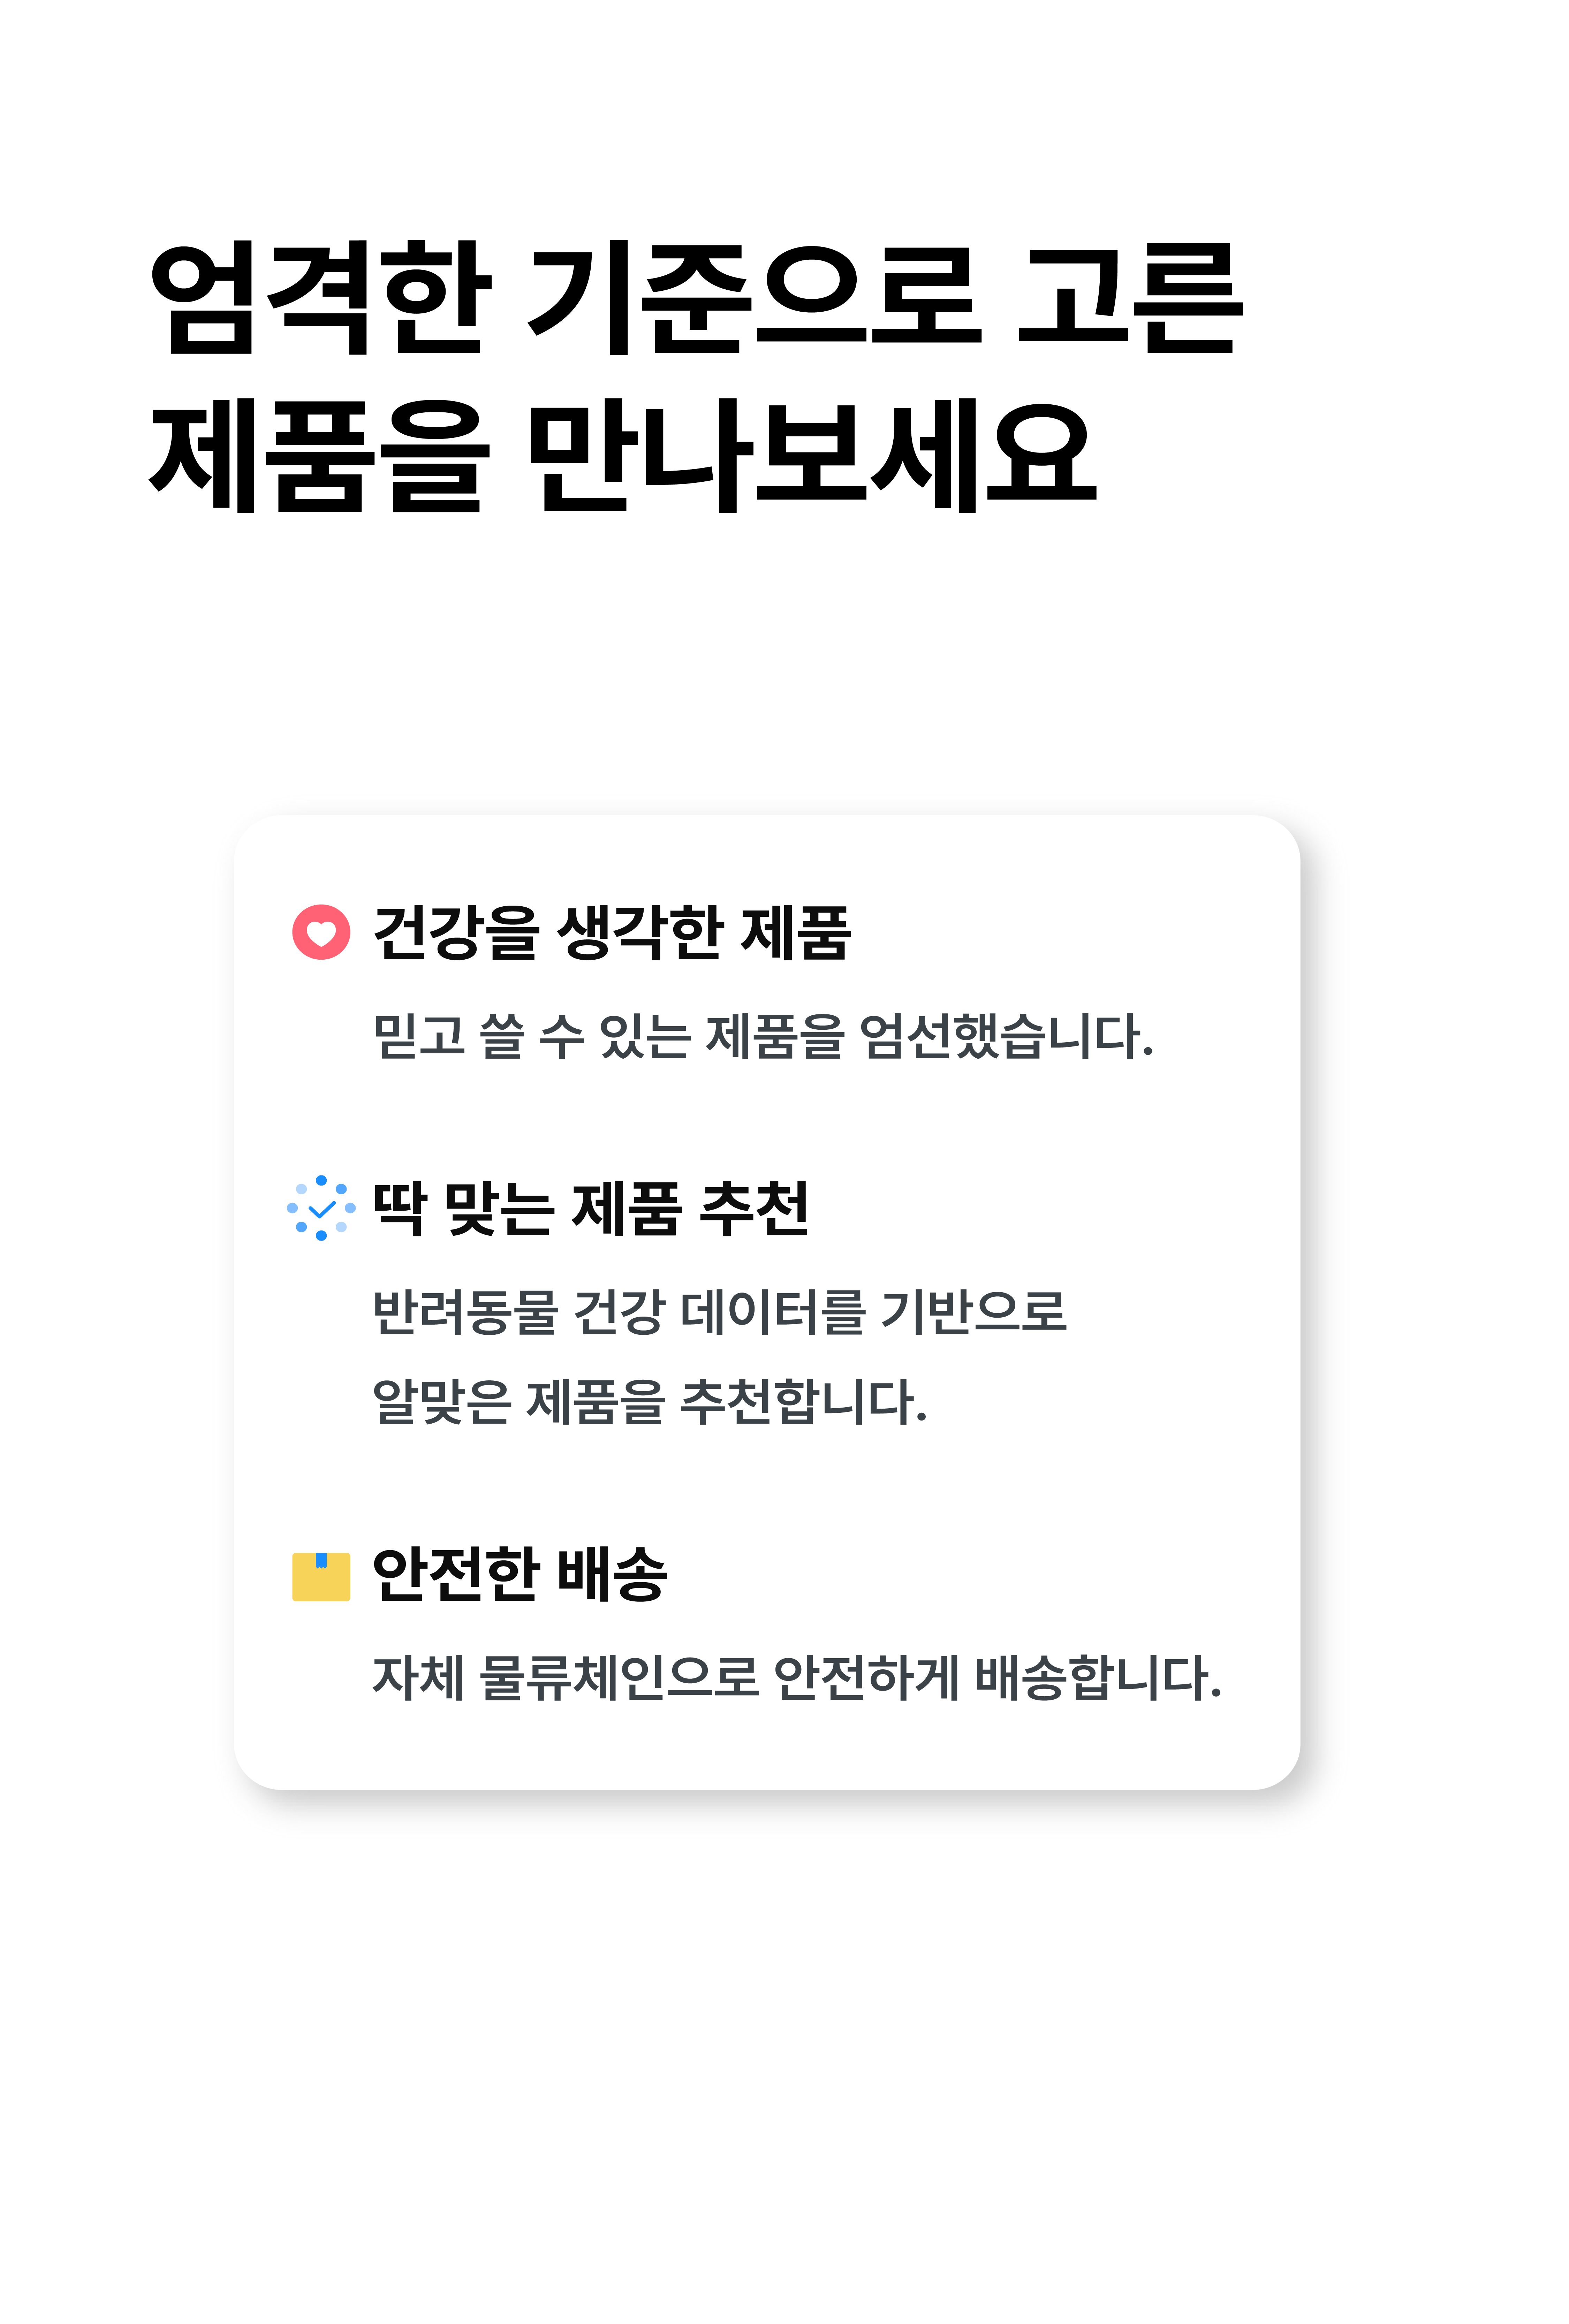 엄격한 기준으로 고른
제품을 만나보세요
건강을 생각한 제품
믿고 쓸 수 있는 제품을 엄선했습니다.
딱 맞는 제품 추천
반려동물 건강 데이터를 기반으로
알맞은 제품을 추천합니다.
안전한 배송
자체 물류체인으로 안전하게 배송합니다.